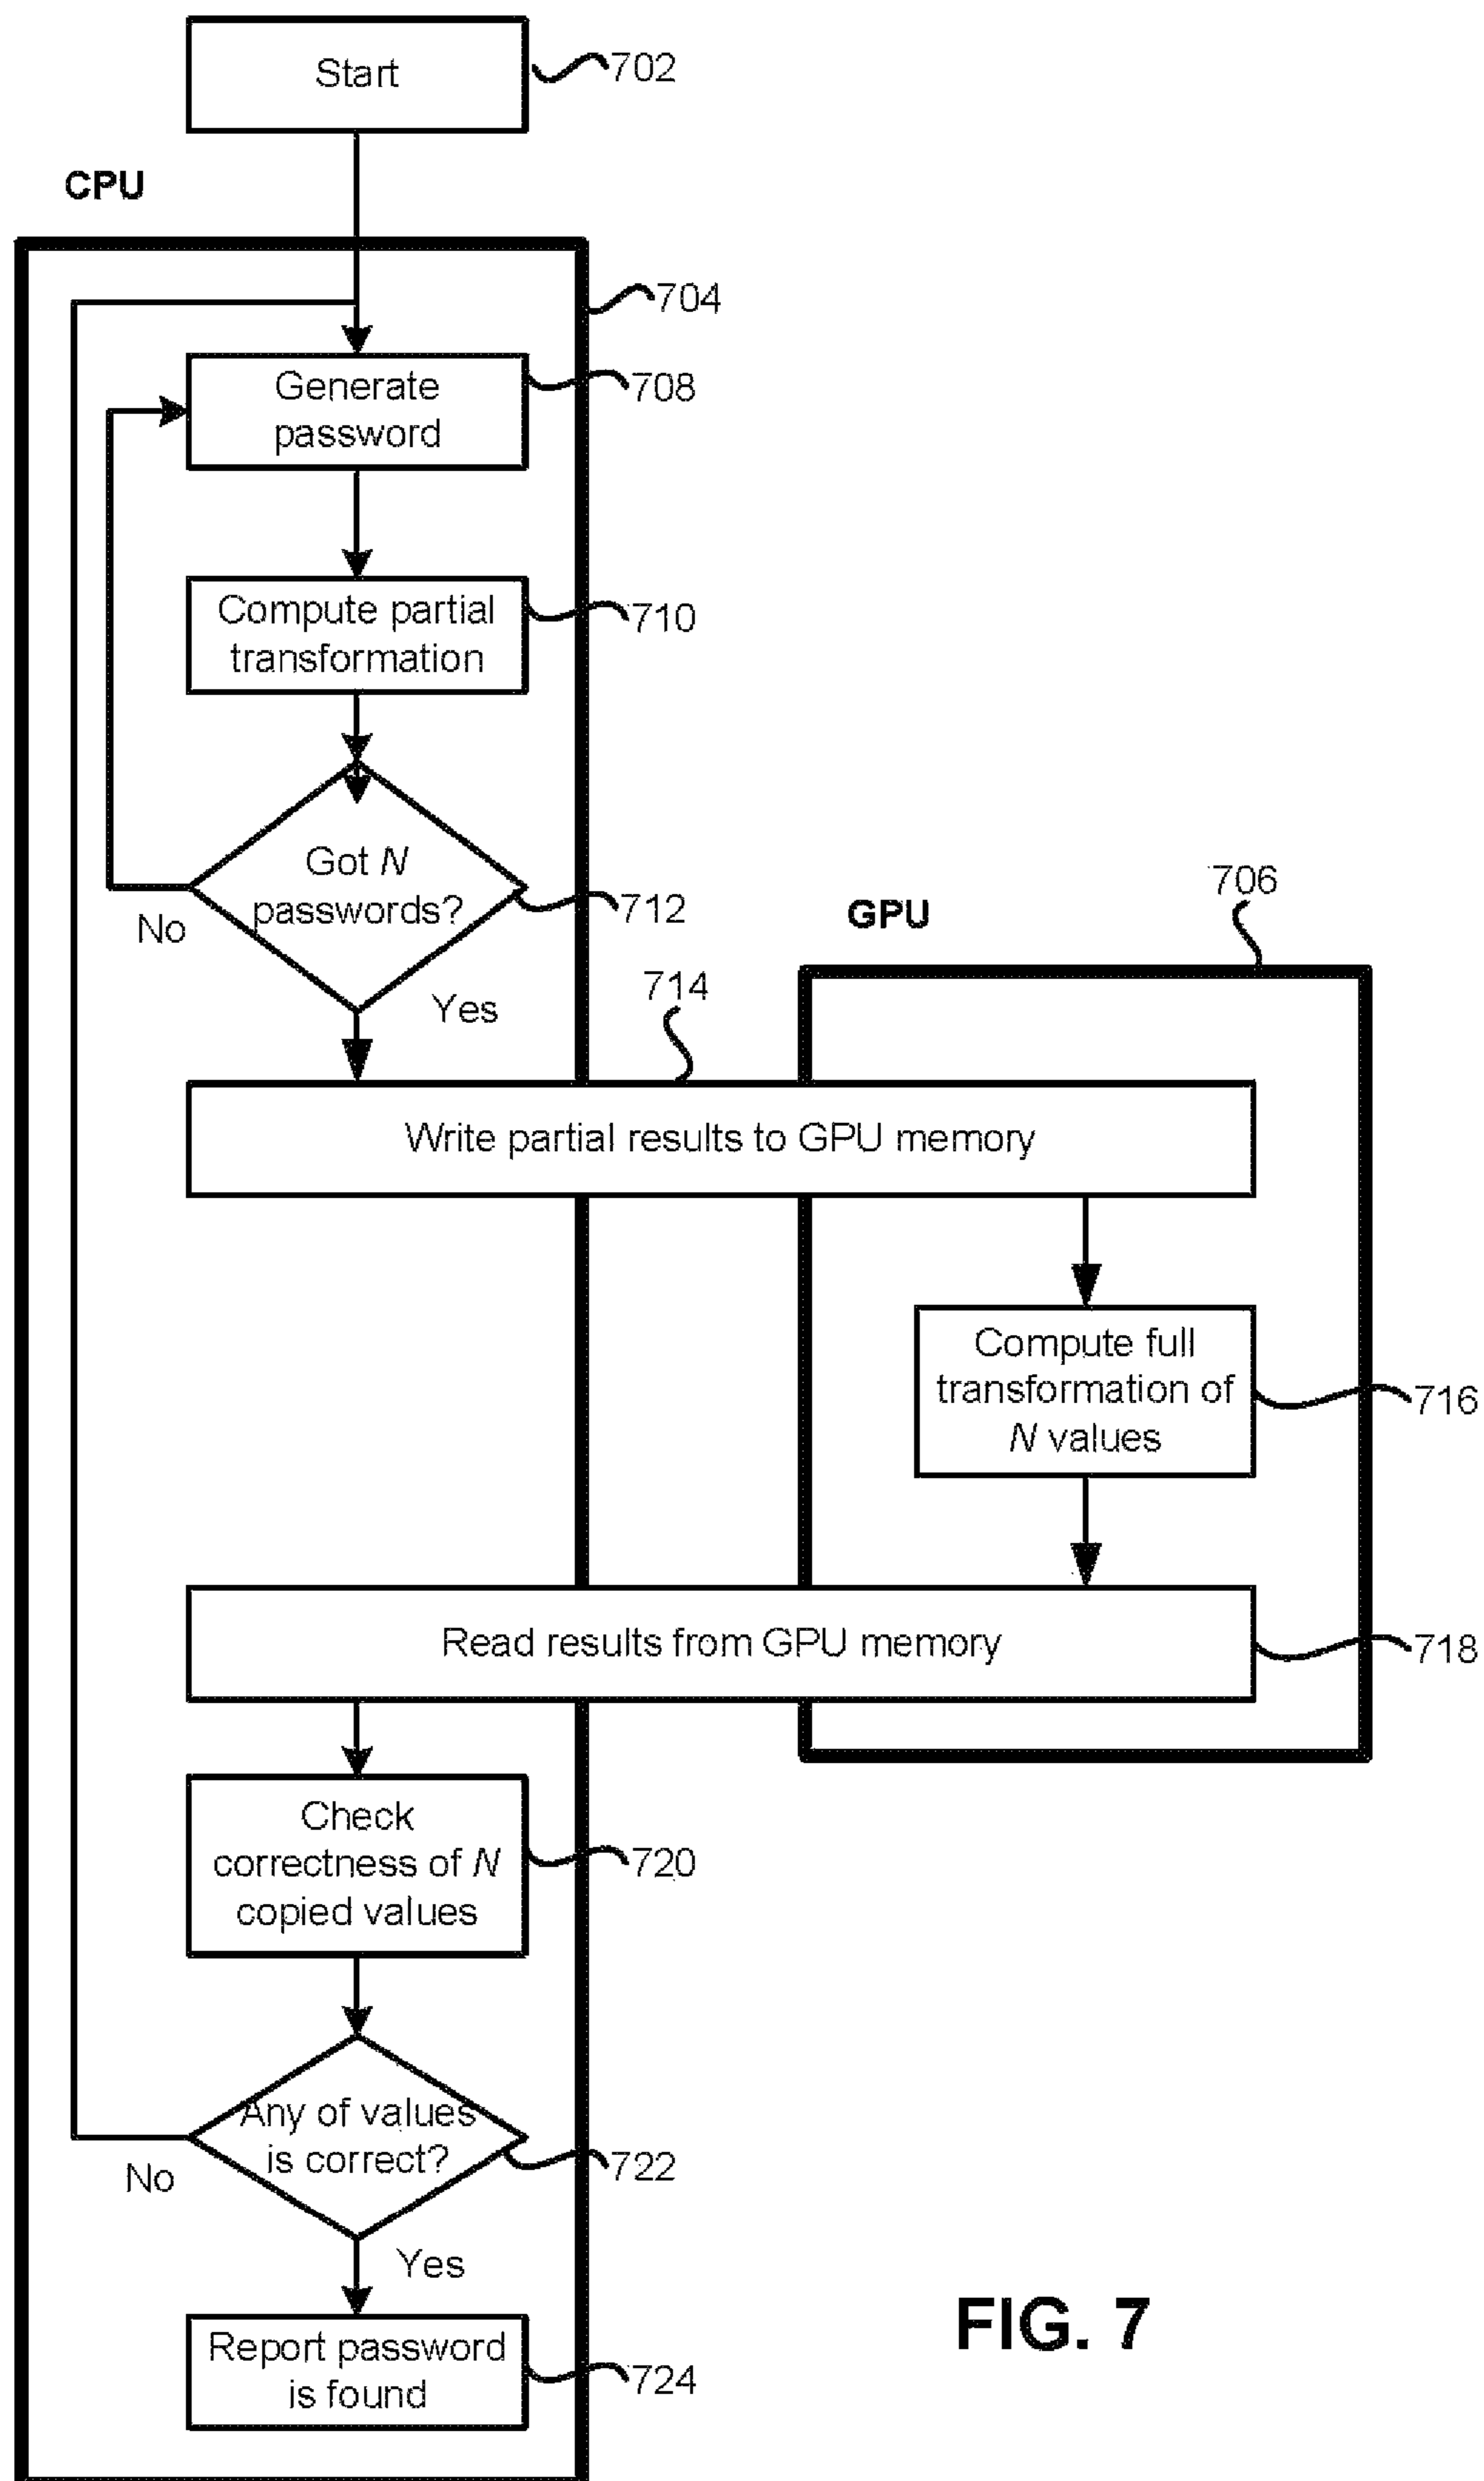 Start
702
CPU
704
Generate
password
708
Compute partial
transformation
710
Got N
passwords?
712
No
Yes
GPU
706
714
Write partial results to GPU memory
Compute full
transformation of
N values
716
Read results from GPU memory
718
Check
correctness of N
copied values
720
Any of values
is correct?
722
No
Yes
Report password
is found
724
FIG. 7